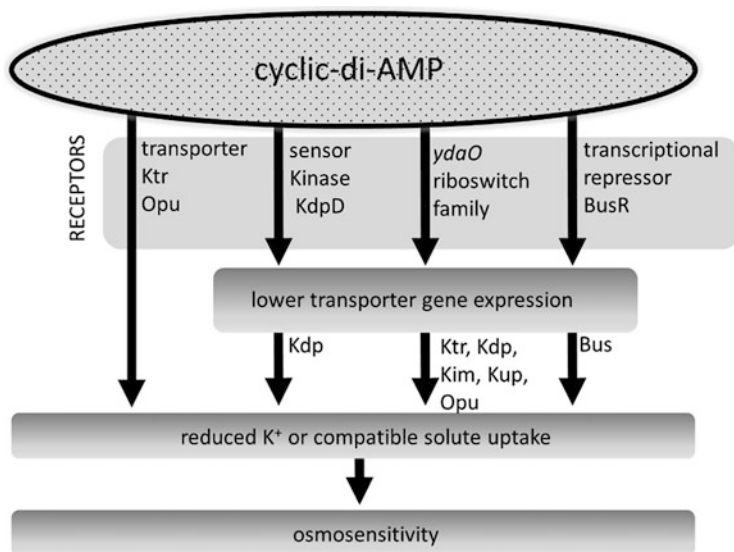 cyclic-di-AMP
RECEPTORS
transporter
Ktr
Opu
sensor
Kinase
KdpD
ydaO
riboswitch
family
transcriptional
repressor
BusR
lower transporter gene expression
Kdp
Ktr, Kdp,
Kim, Kup,
Opu
Bus
reduced K⁺ or compatible solute uptake
osmosensitivity